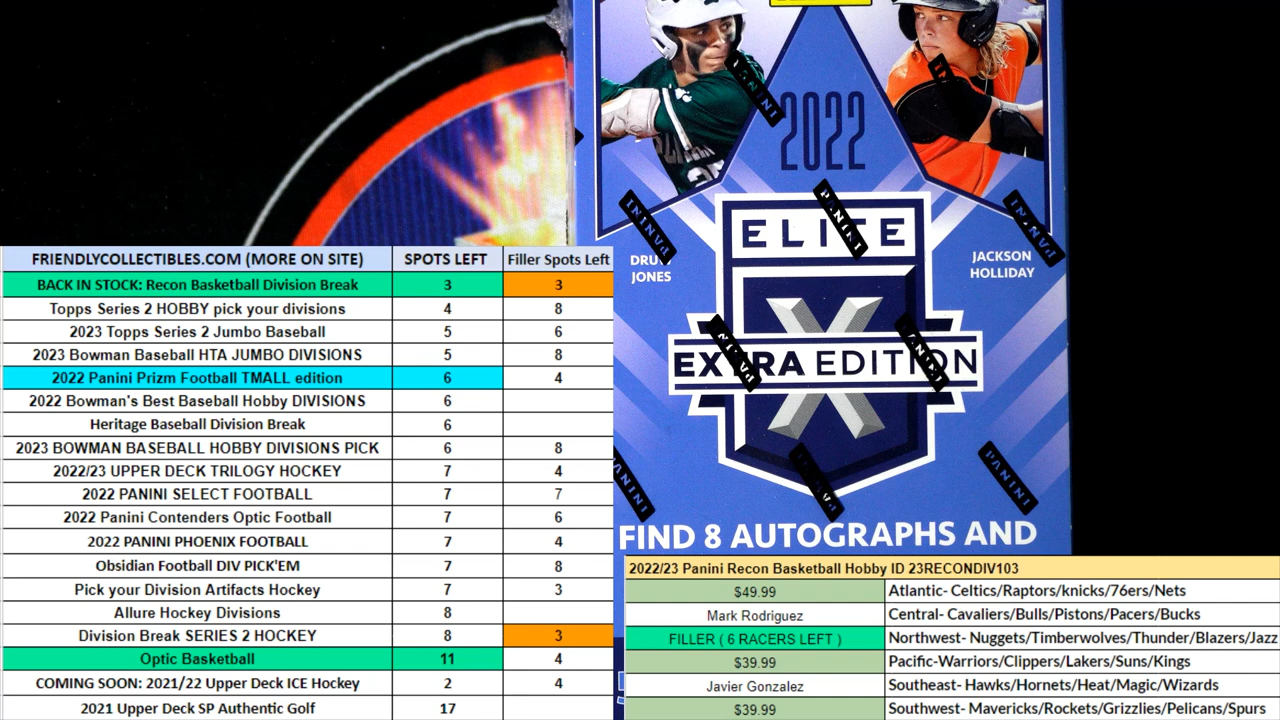 2022
ELITE
EXTRA EDITION
DRUW
JONES
JACKSON
HOLLIDAY
PANINI
PANINI
PANINI
PANINI
PANINI
PANINI
PANINI
PANINI
PANINI
FIND 8 AUTOGRAPHS AND
FRIENDLYCOLLECTIBLES.COM (MORE ON SITE) SPOTS LEFT Filler Spots Left
BACK IN STOCK: Recon Basketball Division Break 3 3
Topps Series 2 HOBBY pick your divisions 4 8
2023 Topps Series 2 Jumbo Baseball 5 6
2023 Bowman Baseball HTA JUMBO DIVISIONS 5 8
2022 Panini Prizm Football TMALL edition 6 4
2022 Bowman's Best Baseball Hobby DIVISIONS 6
Heritage Baseball Division Break 6
2023 BOWMAN BASEBALL HOBBY DIVISIONS PICK 6 8
2022/23 UPPER DECK TRILOGY HOCKEY 7 4
2022 PANINI SELECT FOOTBALL 7 7
2022 Panini Contenders Optic Football 7 6
2022 PANINI PHOENIX FOOTBALL 7 4
Obsidian Football DIV PICK'EM 7 8
Pick your Division Artifacts Hockey 7 3
Allure Hockey Divisions 8
Division Break SERIES 2 HOCKEY 8 3
Optic Basketball 11 4
COMING SOON: 2021/22 Upper Deck ICE Hockey 2 4
2021 Upper Deck SP Authentic Golf 17
2022/23 Panini Recon Basketball Hobby ID 23RECONDIV103
$49.99 Atlantic- Celtics/Raptors/knicks/76ers/Nets
Mark Rodriguez Central- Cavaliers/Bulls/Pistons/Pacers/Bucks
FILLER ( 6 RACERS LEFT ) Northwest- Nuggets/Timberwolves/Thunder/Blazers/Jazz
$39.99 Pacific-Warriors/Clippers/Lakers/Suns/Kings
Javier Gonzalez Southeast- Hawks/Hornets/Heat/Magic/Wizards
$39.99 Southwest- Mavericks/Rockets/Grizzlies/Pelicans/Spurs